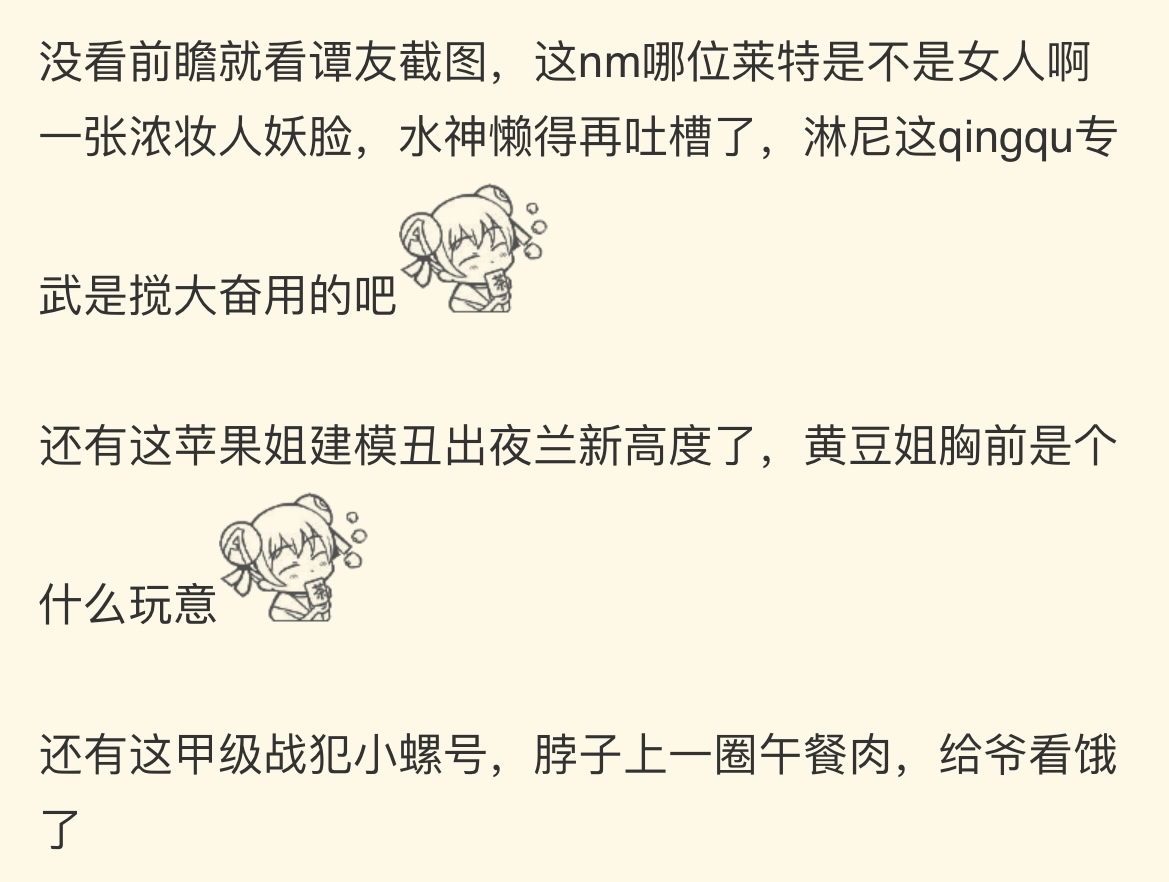 没看前瞻就看谭友截图，这nm哪位莱特是不是女人啊
一张浓妆人妖脸，水神懒得再吐槽了，淋尼这qingqu专
武是搅大奋用的吧
茶
还有这苹果姐建模丑出夜兰新高度了，黄豆姐胸前是个
什么玩意
茶
还有这甲级战犯小螺号，脖子上一圈午餐肉，给爷看饿
了